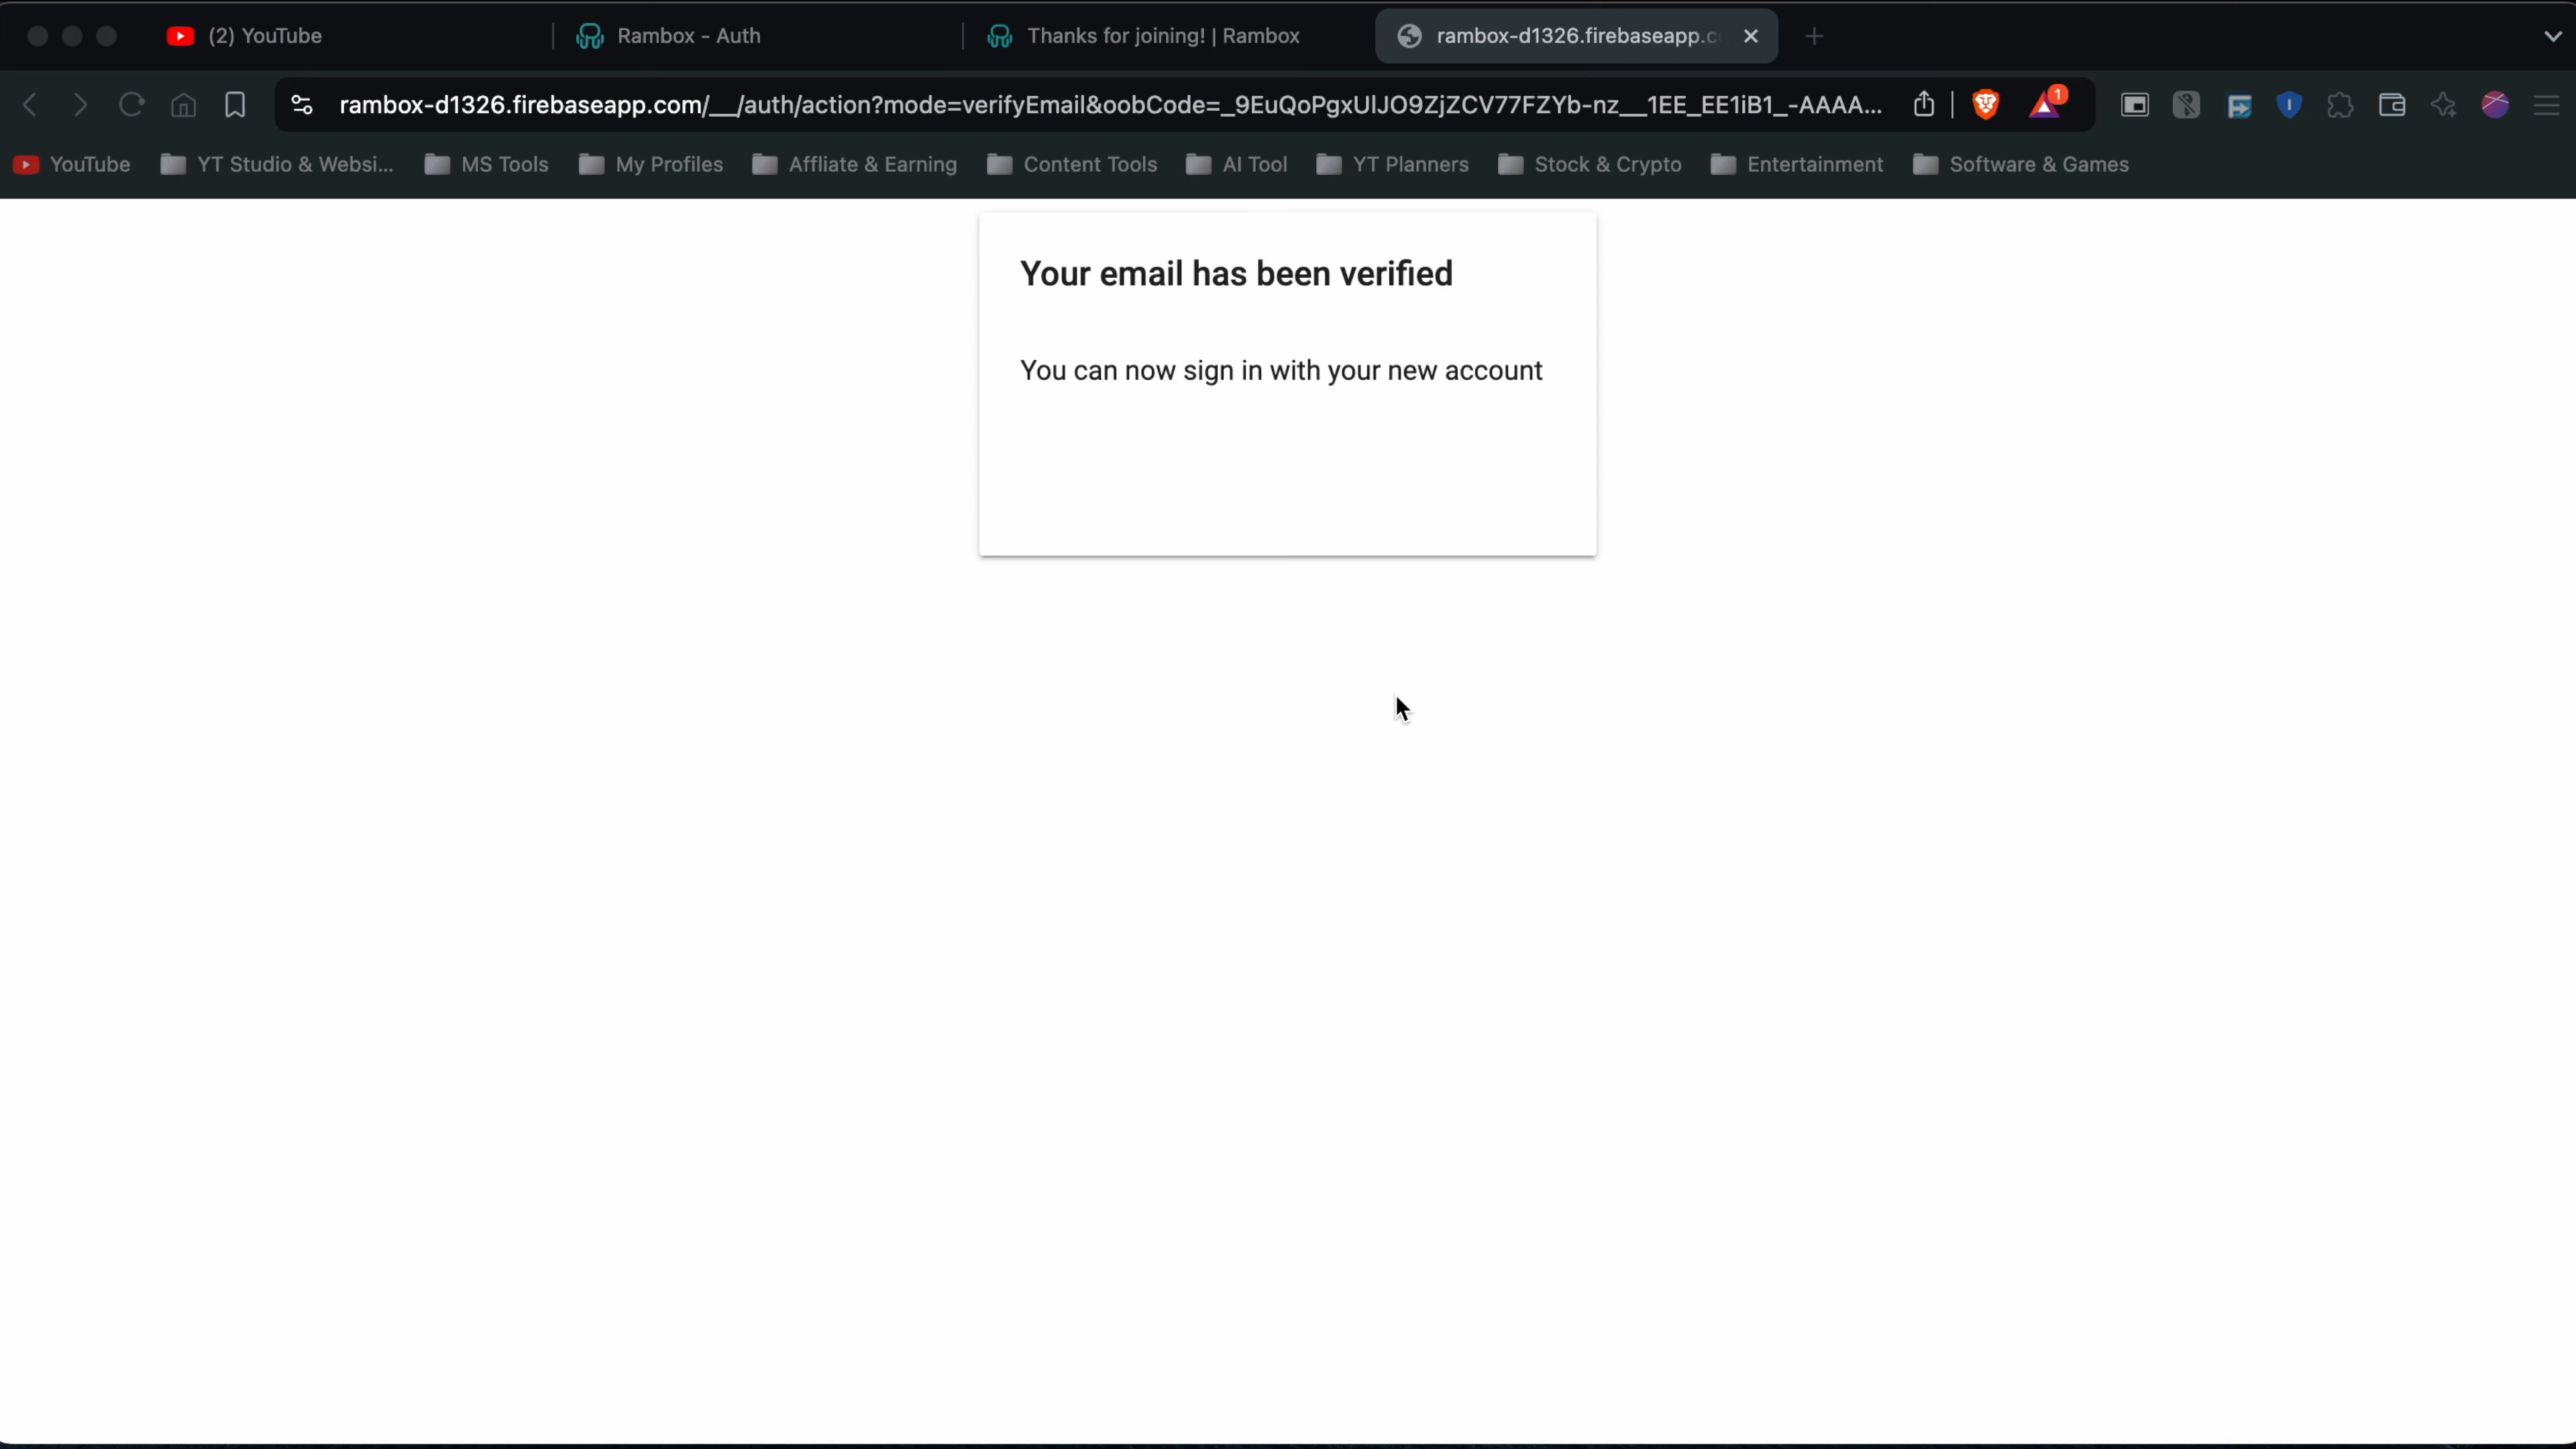 (2) YouTube
Rambox - Auth
Thanks for joining! | Rambox
rambox-d1326.firebaseapp.c
rambox-d1326.firebaseapp.com/__/auth/action?mode=verifyEmail&oobCode=_9EuQoPgxUlJO9ZjZCV77FZYb-nz__1EE_EE1iB1_-AAAA...
1
YouTube
YT Studio & Websi...
MS Tools
My Profiles
Affliate & Earning
Content Tools
AI Tool
YT Planners
Stock & Crypto
Entertainment
Software & Games
Your email has been verified
You can now sign in with your new account